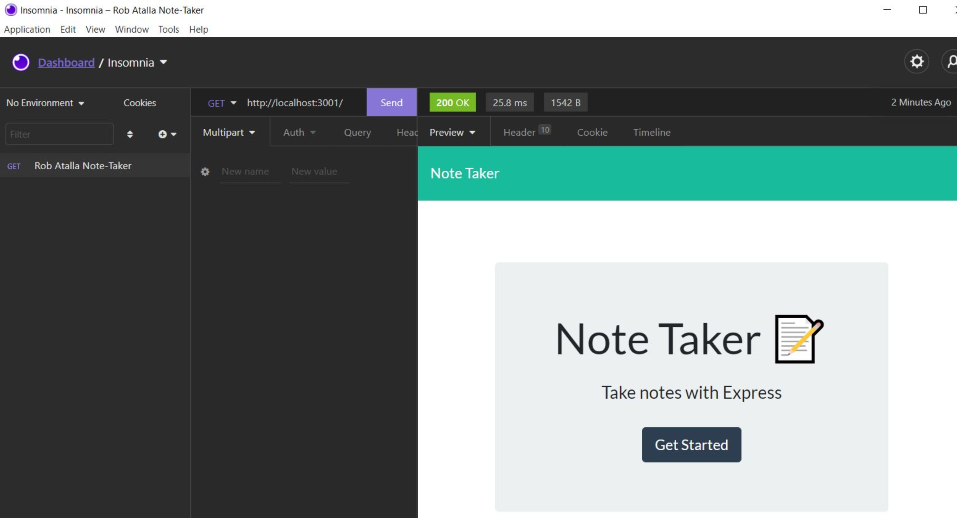 Insomnia - Insomnia – Rob Atalla Note-Taker
Application Edit View Window Tools Help
Dashboard / Insomnia
No Environment Cookies
GET http://localhost:3001/ Send
200 OK 25.8 ms 1542 B 2 Minutes Ago
Filter
Multipart Auth Query Head
Preview Header 10 Cookie Timeline
GET Rob Atalla Note-Taker
New name New value
Note Taker
Note Taker
Take notes with Express
Get Started